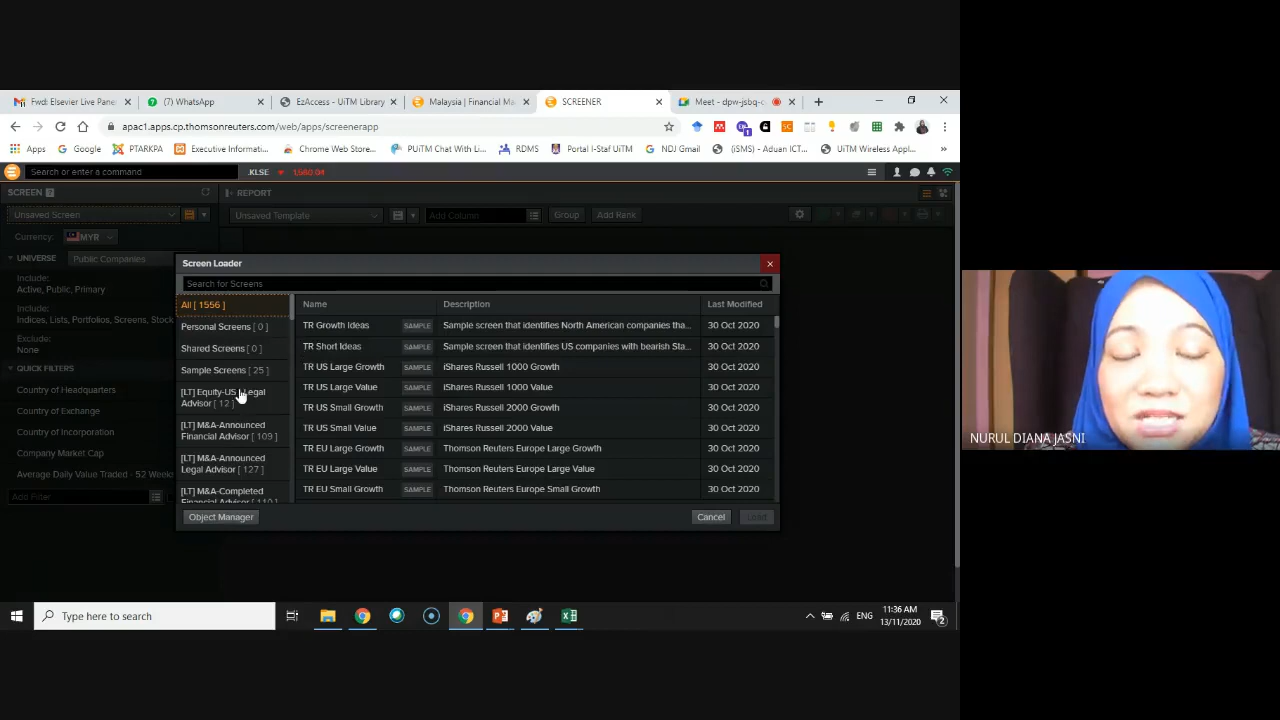 Fwd: Elsevier Live Pane
(7) WhatsApp
EzAccess - UiTM Library
Malaysia | Financial Ma
SCREENER
Meet - dpw-jsbq-c
apac1.apps.cp.thomsonreuters.com/web/apps/screenerapp
Apps
Google
PTARKPA
Executive Informati...
Chrome Web Store...
PUiTM Chat With Li...
RDMS
Portal I-Staf UiTM
NDJ Gmail
(iSMS) - Aduan ICT...
UiTM Wireless Appl...
Search or enter a command
.KLSE
1,580.04
SCREEN
REPORT
Unsaved Screen
Unsaved Template
Add Column
Group
Add Rank
Currency:
MYR
UNIVERSE
Public Companies
Include:
Active, Public, Primary
Include:
Indices, Lists, Portfolios, Screens, Stock
Exclude:
None
QUICK FILTERS
Country of Headquarters
Country of Exchange
Country of Incorporation
Company Market Cap
Average Daily Value Traded - 52 Week
Add Filter
Screen Loader
Search for Screens
All [ 1556 ]
Personal Screens [ 0 ]
Shared Screens [ 0 ]
Sample Screens [ 25 ]
[LT] Equity-US Legal
Advisor [ 12 ]
[LT] M&A-Announced
Financial Advisor [ 109 ]
[LT] M&A-Announced
Legal Advisor [ 127 ]
[LT] M&A-Completed
Financial Advisor [ 110 ]
Name Description Last Modified
TR Growth Ideas SAMPLE Sample screen that identifies North American companies tha... 30 Oct 2020
TR Short Ideas SAMPLE Sample screen that identifies US companies with bearish Sta... 30 Oct 2020
TR US Large Growth SAMPLE iShares Russell 1000 Growth 30 Oct 2020
TR US Large Value SAMPLE iShares Russell 1000 Value 30 Oct 2020
TR US Small Growth SAMPLE iShares Russell 2000 Growth 30 Oct 2020
TR US Small Value SAMPLE iShares Russell 2000 Value 30 Oct 2020
TR EU Large Growth SAMPLE Thomson Reuters Europe Large Growth 30 Oct 2020
TR EU Large Value SAMPLE Thomson Reuters Europe Large Value 30 Oct 2020
TR EU Small Growth SAMPLE Thomson Reuters Europe Small Growth 30 Oct 2020
Object Manager
Cancel
Load
NURUL DIANA JASNI
Type here to search
ENG
11:36 AM
13/11/2020
2